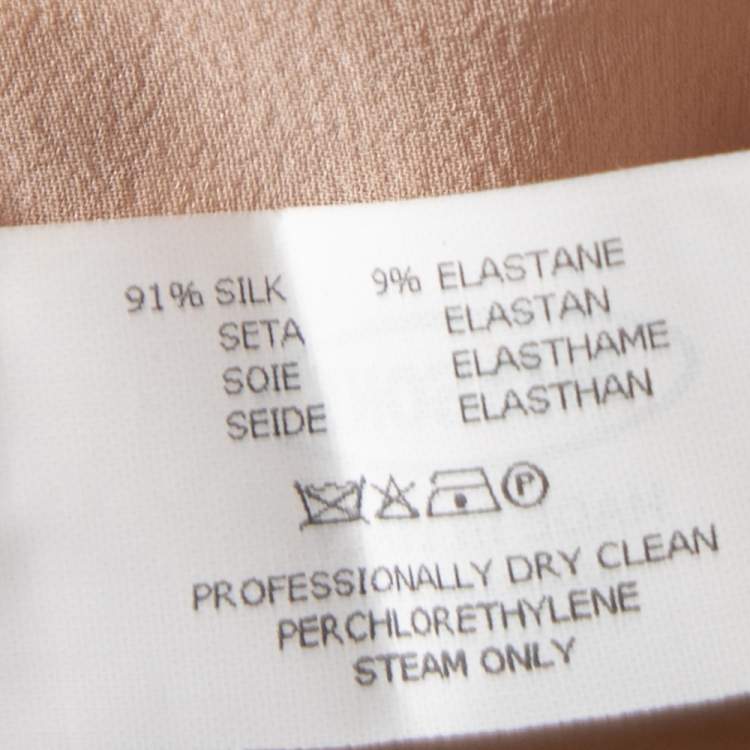 91% SILK 9% ELASTANE
SETA ELASTAN
SOIE ELASTHAME
SEIDE ELASTHAN
P
PROFESSIONALLY DRY CLEAN
PERCHLORETHYLENE
STEAM ONLY